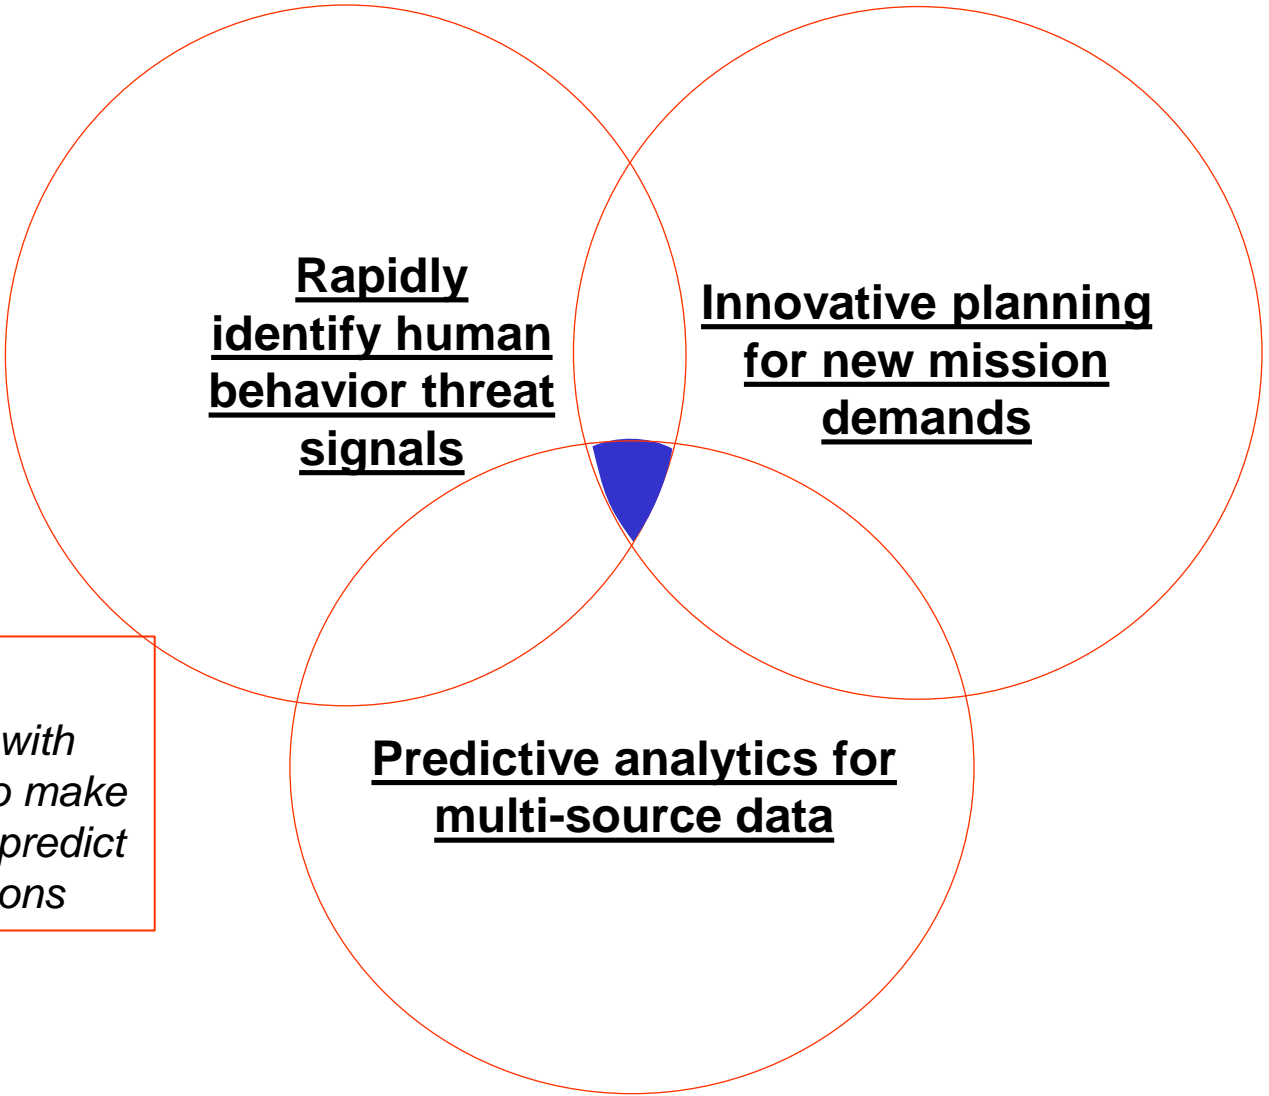 Rapidly
identify human
behavior threat
signals
Innovative planning
for new mission
demands
Predictive analytics for
multi-source data
with
make
predict